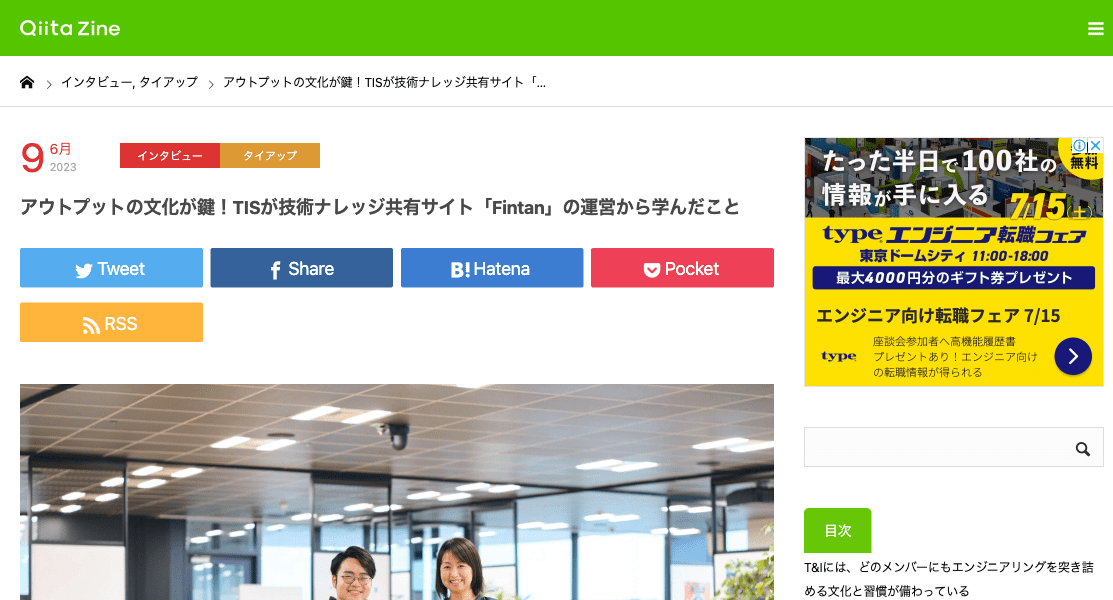 Qiita Zine
インタビュー, タイアップ
アウトプットの文化が鍵！TISが技術ナレッジ共有サイト「...
9
6月
2023
インタビュー
タイアップ
アウトプットの文化が鍵！TISが技術ナレッジ共有サイト「Fintan」の運営から学んだこと
Tweet
Share
B! Hatena
Pocket
RSS
たった半日で100社の
情報が手に入る
無料
7/15
type エンジニア転職フェア
東京ドームシティ 11:00-18:00
最大4000円分のギフト券プレゼント
エンジニア向け転職フェア 7/15
type
座談会参加者へ高機能履歴書
プレゼントあり！エンジニア向け
の転職情報が得られる
目次
T&Iには、どのメンバーにもエンジニアリングを突き詰
める文化と習慣が備わっている